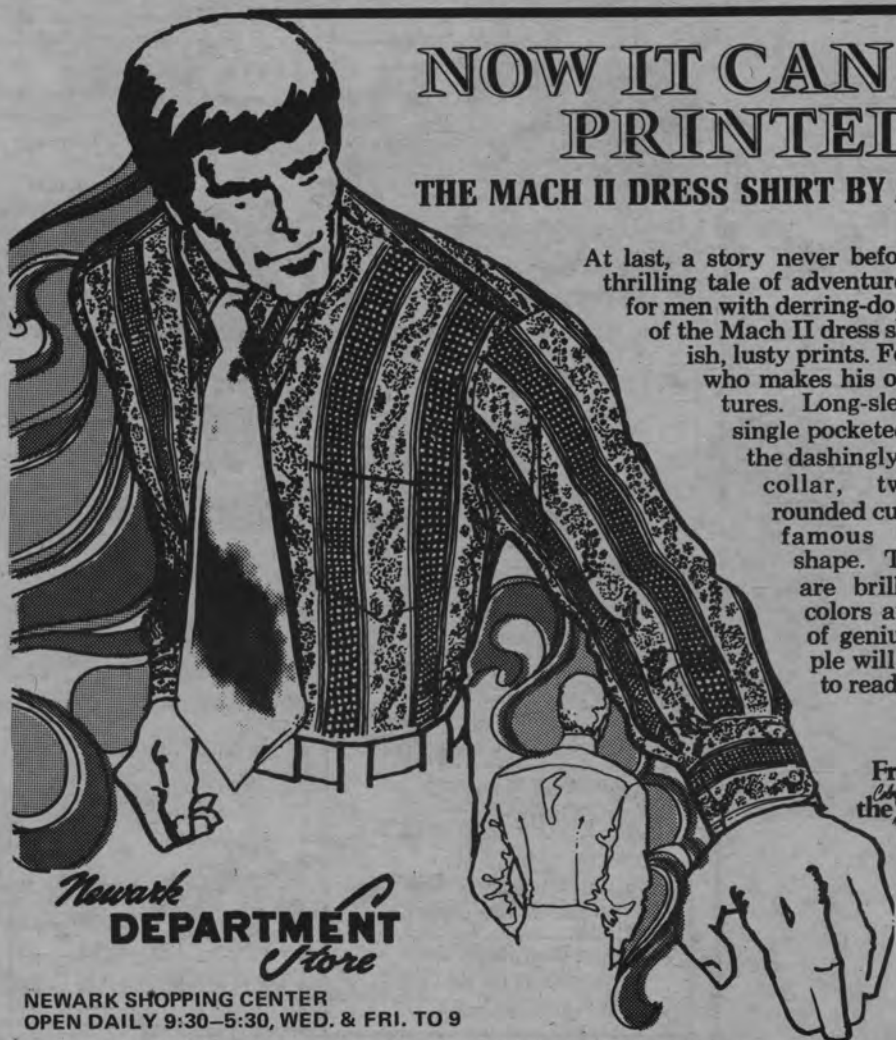 NOW IT CAN
PRINTED
THE MACH II DRESS SHIRT BY
At last, a story never befo
thrilling tale of adventure
for men with derring-do
of the Mach II dress s
ish, lusty prints. Fo
who makes his o
tures. Long-sle
single pocketed
the dashingly
collar, tw
rounded cu
famous
shape. T
are brill
colors a
of geni
ple will
to read
Fr
the
Newark
DEPARTMENT
Store
NEWARK SHOPPING CENTER
OPEN DAILY 9:30–5:30, WED. & FRI. TO 9